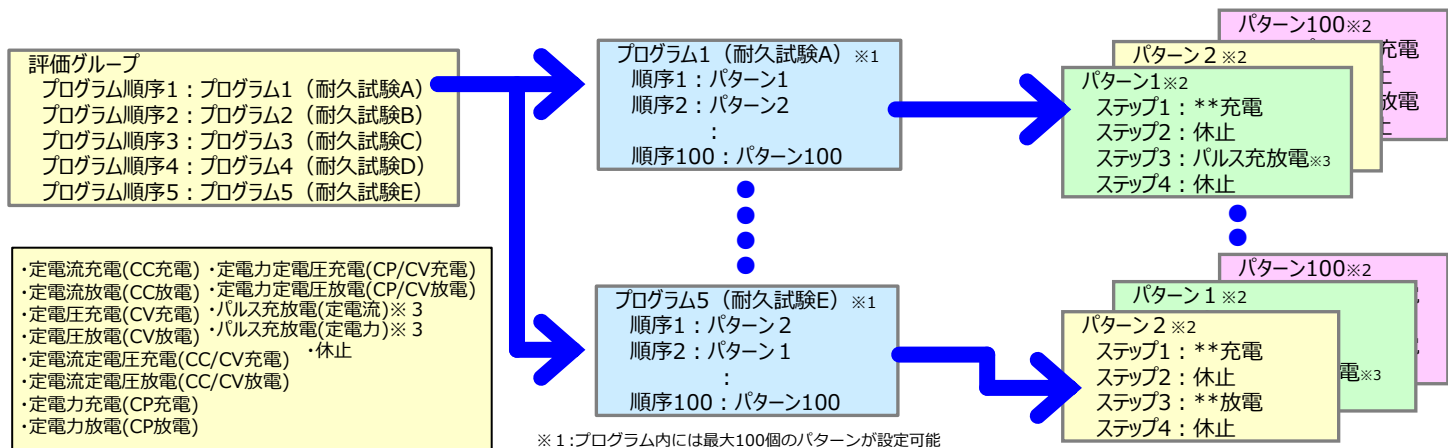 評価グループ
プログラム順序1：プログラム1（耐久試験A）
プログラム順序2：プログラム2（耐久試験B）
プログラム順序3：プログラム3（耐久試験C）
プログラム順序4：プログラム4（耐久試験D）
プログラム順序5：プログラム5（耐久試験E）
・定電流充電(CC充電) ・定電力定電圧充電(CP/CV充電)
・定電流放電(CC放電) ・定電力定電圧放電(CP/CV放電)
・定電圧充電(CV充電) ・パルス充放電(定電流)※３
・定電圧放電(CV放電) ・パルス充放電(定電力)※３
・休止
・定電流定電圧充電(CC/CV充電)
・定電流定電圧放電(CC/CV放電)
・定電力充電(CP充電)
・定電力放電(CP放電)
プログラム1（耐久試験A）※1
順序1：パターン1
順序2：パターン2
：
順序100：パターン100
プログラム5（耐久試験E）※1
順序1：パターン２
順序2：パターン１
：
順序100：パターン100
※１:プログラム内には最大100個のパターンが設定可能
パターン100※2
充電
止
放電
止
パターン２※2
パターン1※2
ステップ1：**充電
ステップ2：休止
ステップ3：パルス充放電※3
ステップ4：休止
パターン100※2
パターン１※2
電※3
パターン２※2
ステップ1：**充電
ステップ2：休止
ステップ3：**放電
ステップ4：休止